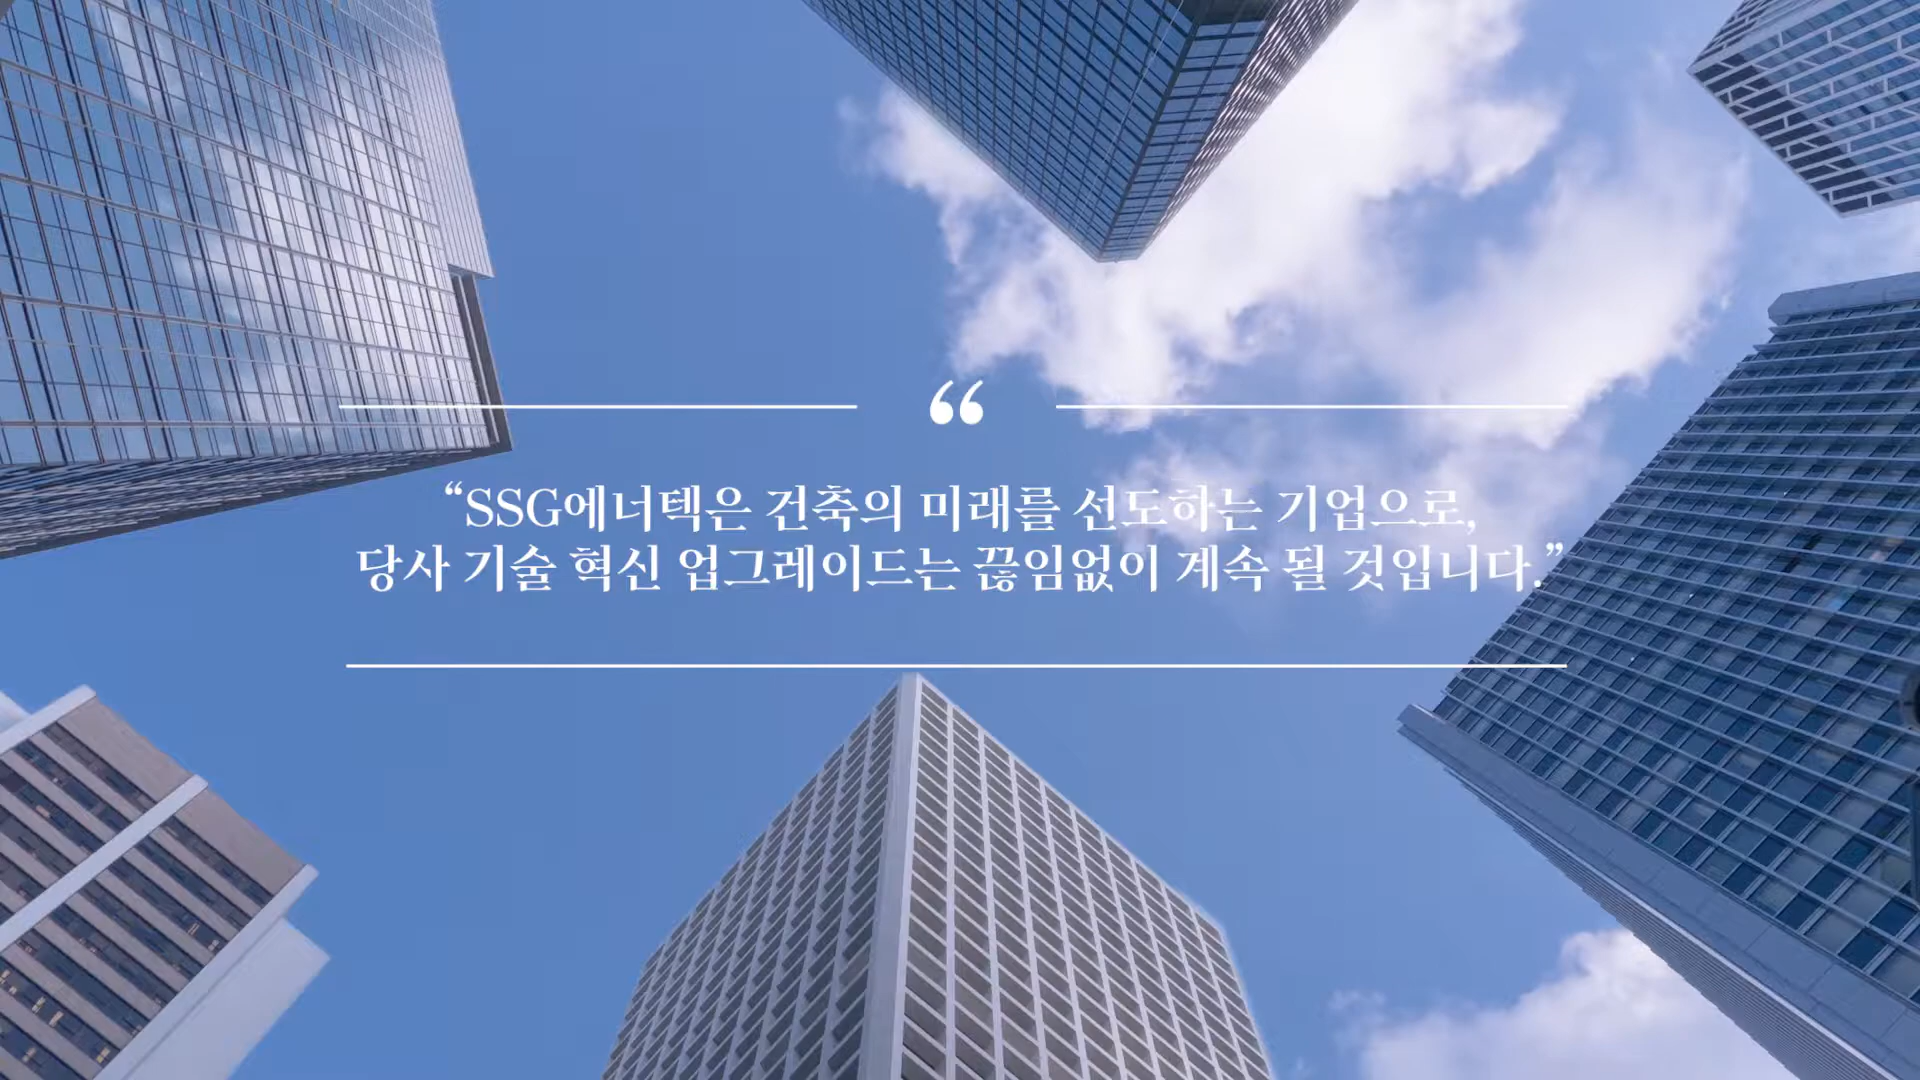 “SSG에너텍은 건축의 미래를 선도하는 기업으로,
당사 기술 혁신 업그레이드는 끊임없이 계속 될 것입니다.”